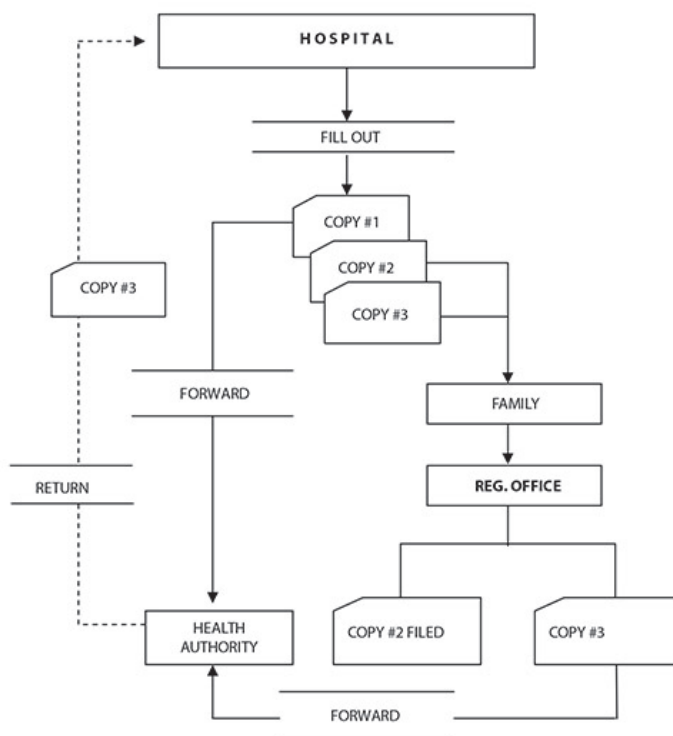 HOSPITAL
FILL OUT
COPY #1
COPY #2
COPY #3
COPY #3
FORWARD
FAMILY
RETURN
REG. OFFICE
HEALTH
AUTHORITY
COPY #2 FILED
COPY #3
FORWARD